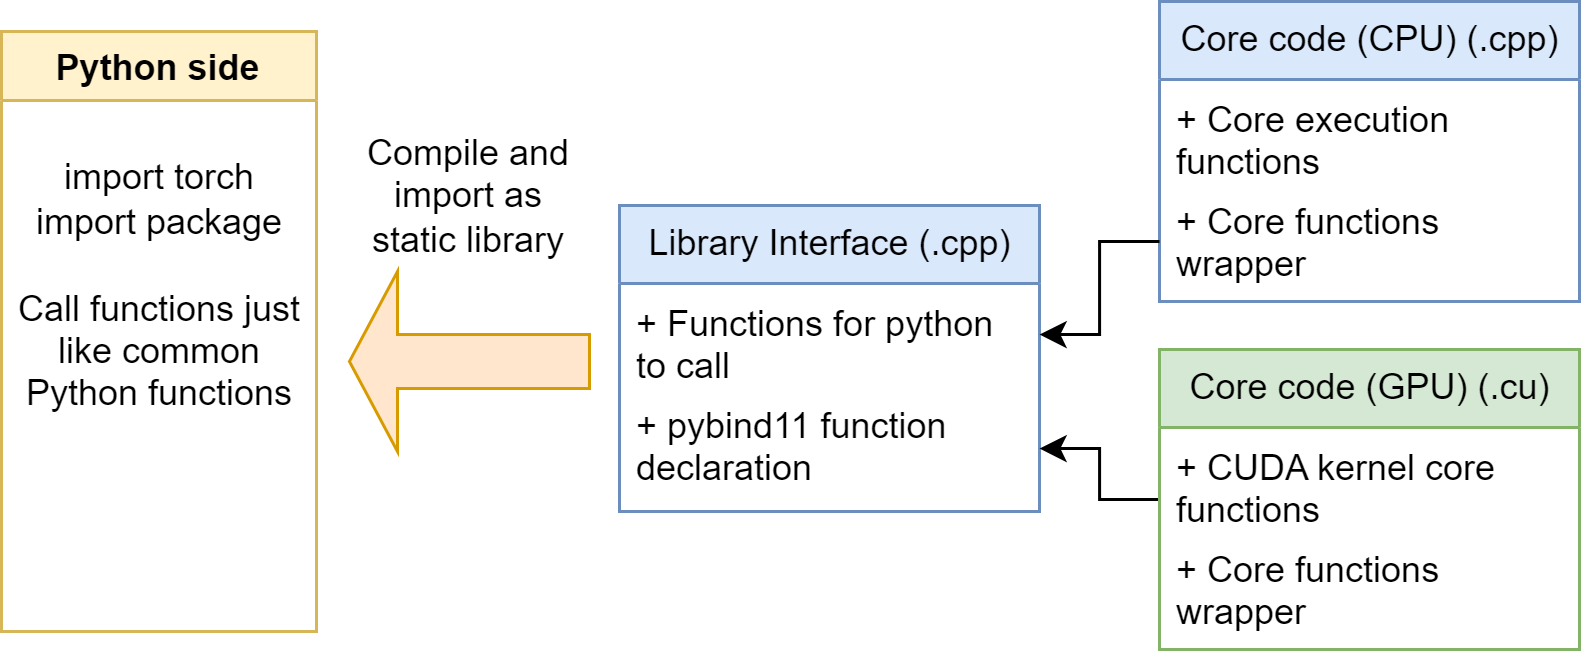 Python side
import torch
import package
Call functions just
like common
Python functions
Compile and
import as
static library
Library Interface (.cpp)
+ Functions for python
to call
+ pybind11 function
declaration
Core code (CPU) (.cpp)
+ Core execution
functions
+ Core functions
wrapper
Core code (GPU) (.cu)
+ CUDA kernel core
functions
+ Core functions
wrapper